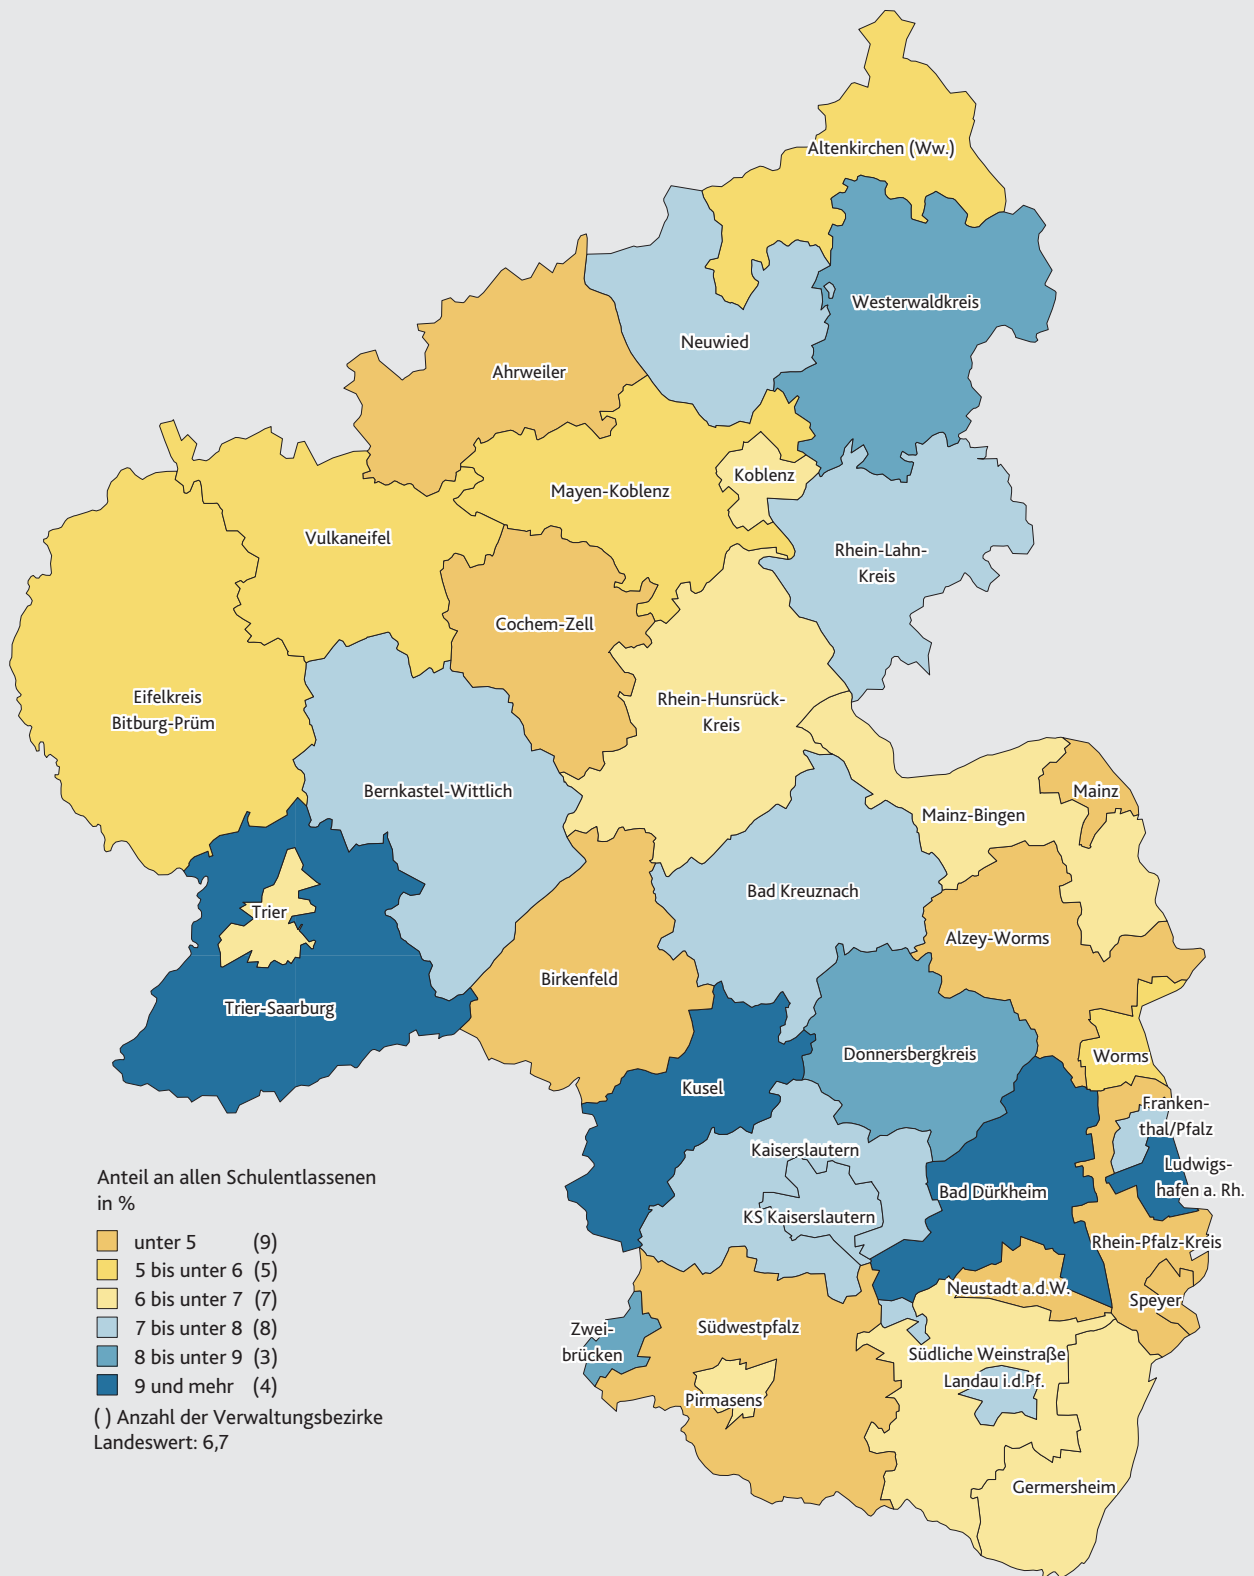 Altenkirchen (Ww.)
Westerwaldkreis
Neuwied
Ahrweiler
Koblenz
Mayen-Koblenz
Vulkaneifel
Rhein-Lahn-
Kreis
Cochem-Zell
Eifelkreis
Bitburg-Prüm
Rhein-Hunsrück-
Kreis
Bernkastel-Wittlich
Mainz
Mainz-Bingen
Bad Kreuznach
Trier
Alzey-Worms
Birkenfeld
Trier-Saarburg
Donnersbergkreis
Worms
Kusel
Franken-
thal/Pfalz
Kaiserslautern
Ludwigs-
hafen a. Rh.
Bad Dürkheim
KS Kaiserslautern
Rhein-Pfalz-Kreis
Neustadt a.d.W.
Speyer
Zwei-
brücken
Südwestpfalz
Südliche Weinstraße
Landau i.d.Pf.
Pirmasens
Germersheim
Anteil an allen Schulentlassenen
in %
unter 5 (9)
5 bis unter 6 (5)
6 bis unter 7 (7)
7 bis unter 8 (8)
8 bis unter 9 (3)
9 und mehr (4)
( ) Anzahl der Verwaltungsbezirke
Landeswert: 6,7